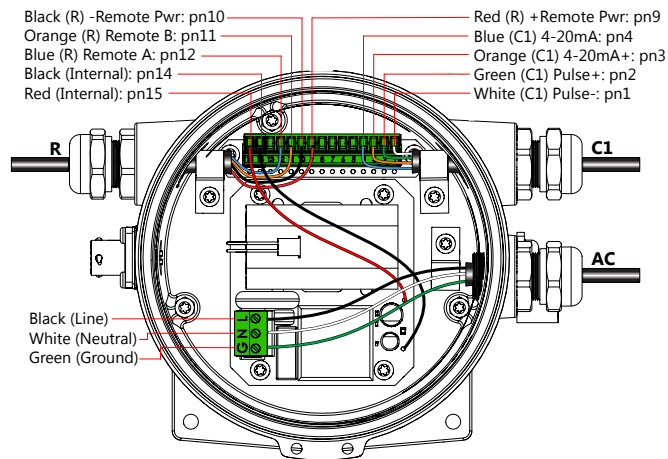 Black (R) -Remote Pwr: pn10
Orange (R) Remote B: pn11
Blue (R) Remote A: pn12
Black (Internal): pn14
Red (Internal): pn15
Red (R) +Remote Pwr: pn9
Blue (C1) 4-20mA: pn4
Orange (C1) 4-20mA+: pn3
Green (C1) Pulse+: pn2
White (C1) Pulse-: pn1
R
C1
AC
Black (Line)
White (Neutral)
Green (Ground)
L
N
G